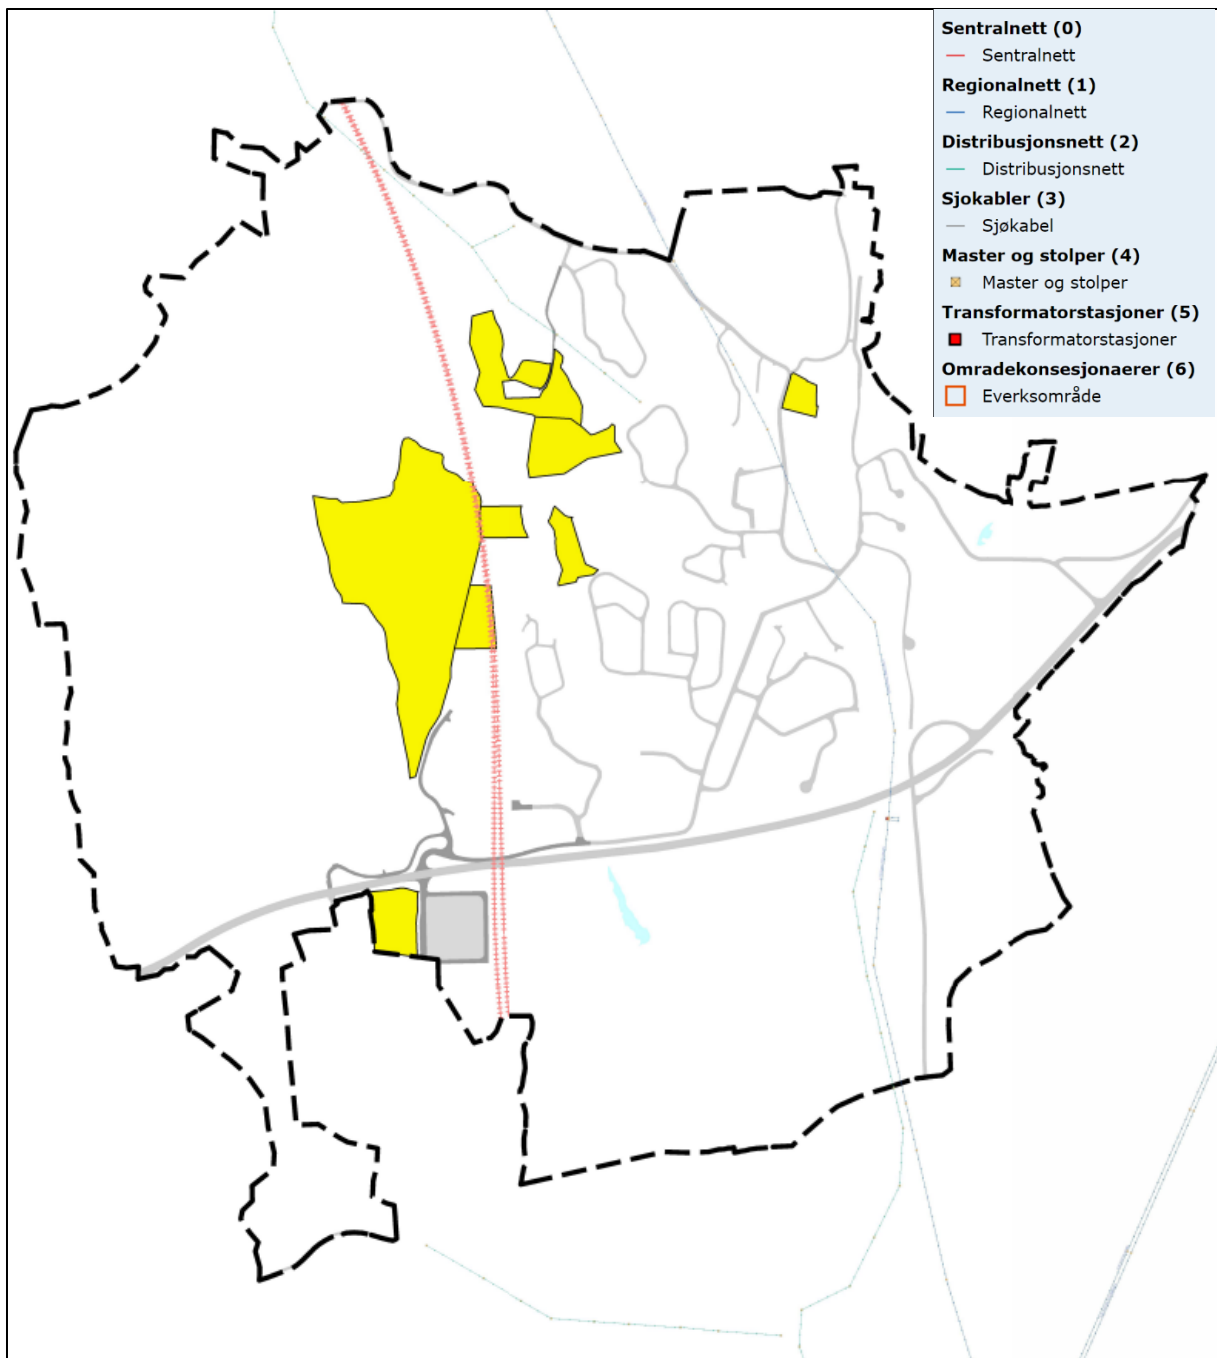 Sentralnett (0)
Sentralnett
Regionalnett (1)
Regionalnett
Distribusjonsnett (2)
Distribusjonsnett
Sjokabler (3)
Sjøkabel
Master og stolper (4)
Master og stolper
Transformatorstasjoner (5)
Transformatorstasjoner
Omradekonsesjonaerer (6)
Everksområde